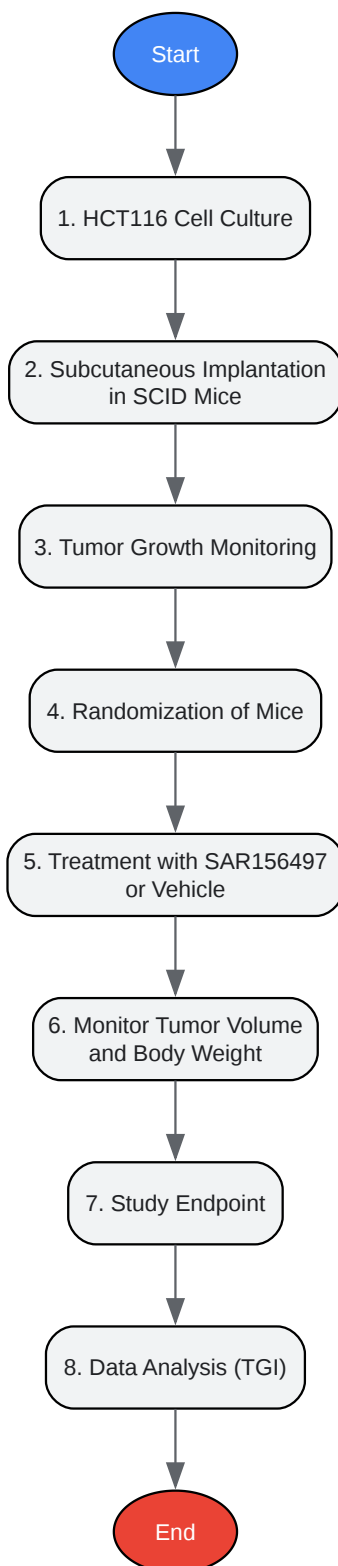 Start
1. HCT116 Cell Culture
2. Subcutaneous Implantation
in SCID Mice
3. Tumor Growth Monitoring
4. Randomization of Mice
5. Treatment with SAR156497
or Vehicle
6. Monitor Tumor Volume
and Body Weight
7. Study Endpoint
8. Data Analysis (TGI)
End